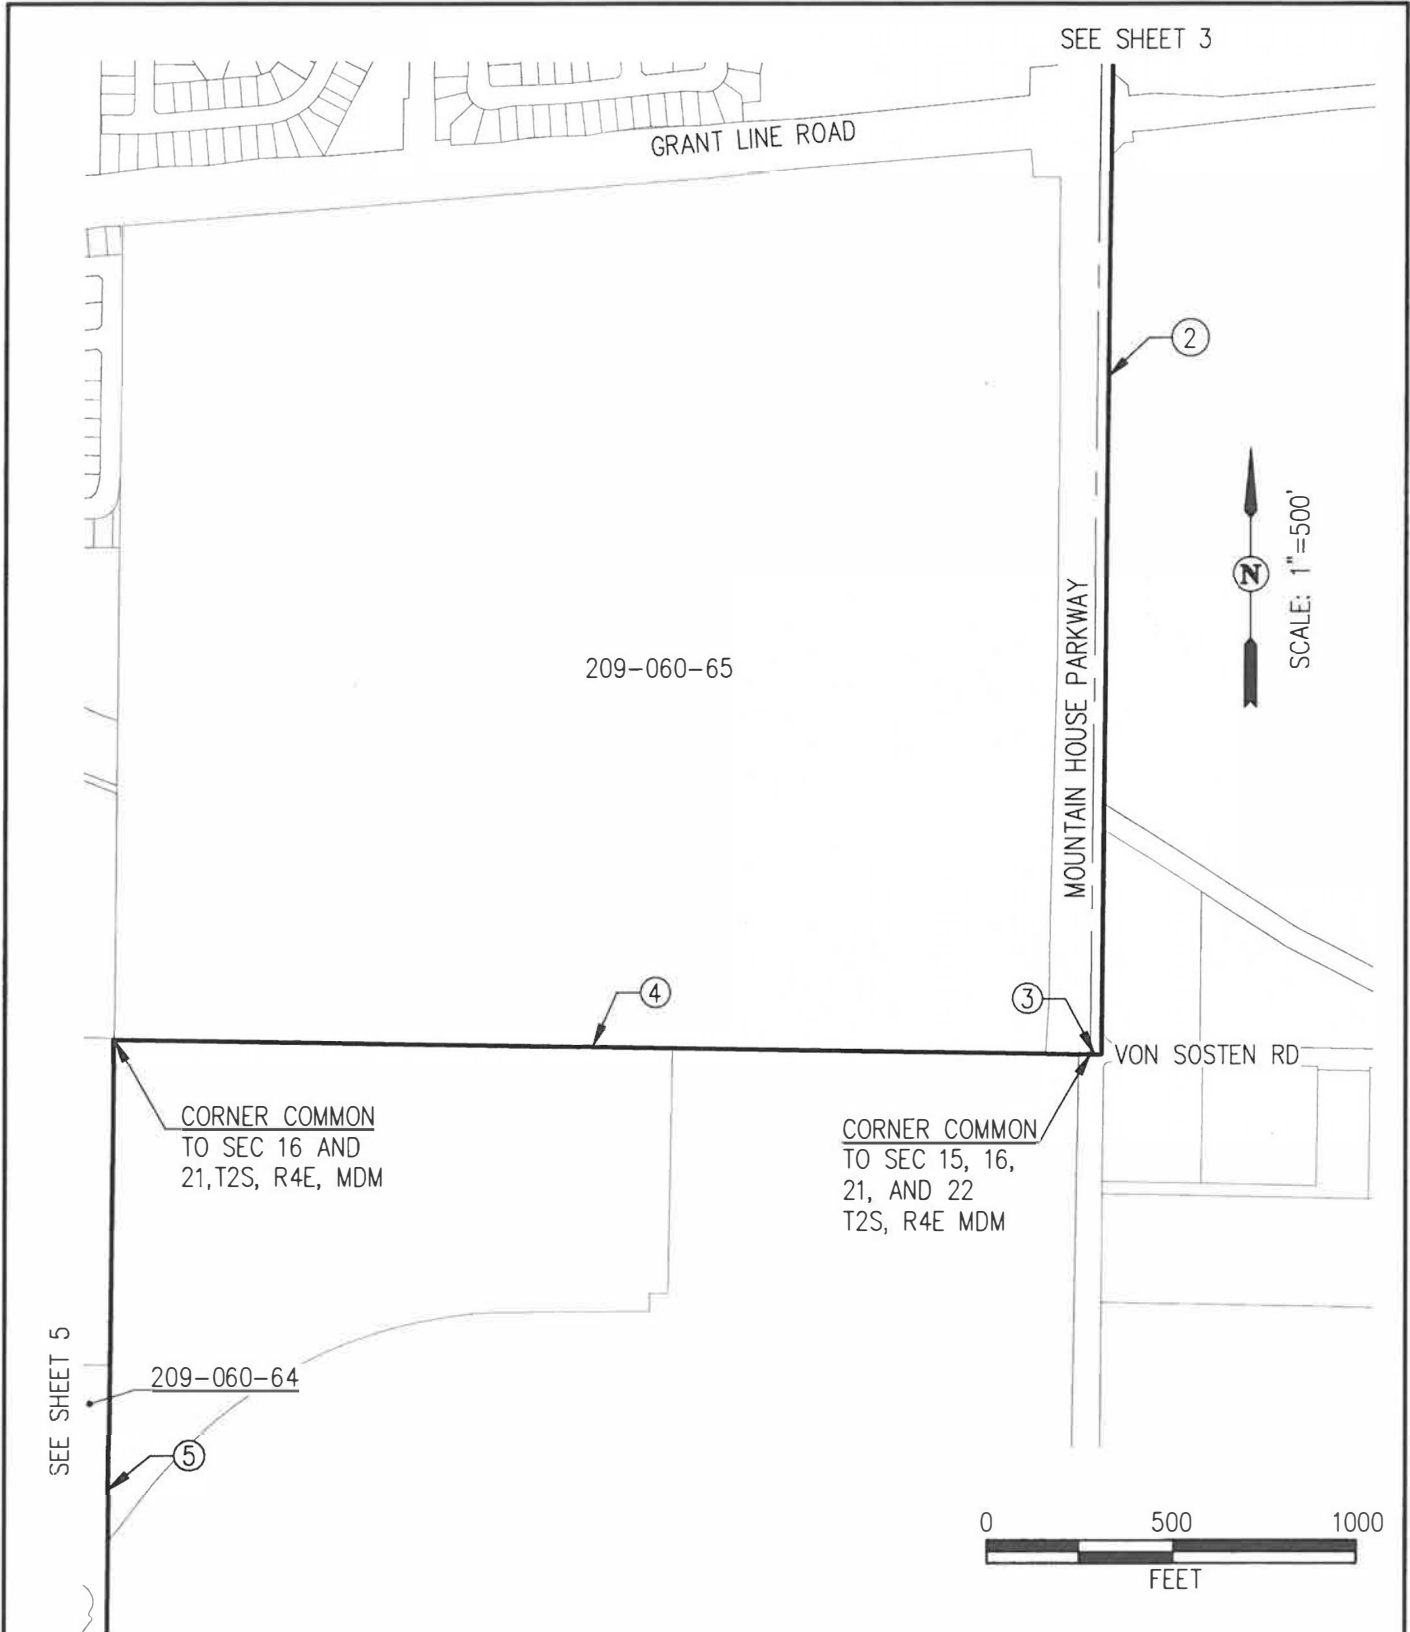 SEE SHEET 3
GRANT LINE ROAD
2
N
SCALE: 1"=500'
MOUNTAIN HOUSE PARKWAY
209-060-65
4
3
VON SOSTEN RD
CORNER COMMON
TO SEC 16 AND
21,T2S, R4E, MDM
CORNER COMMON
TO SEC 15, 16,
21, AND 22
T2S, R4E MDM
SEE SHEET 5
209-060-64
5
0 500 1000
FEET